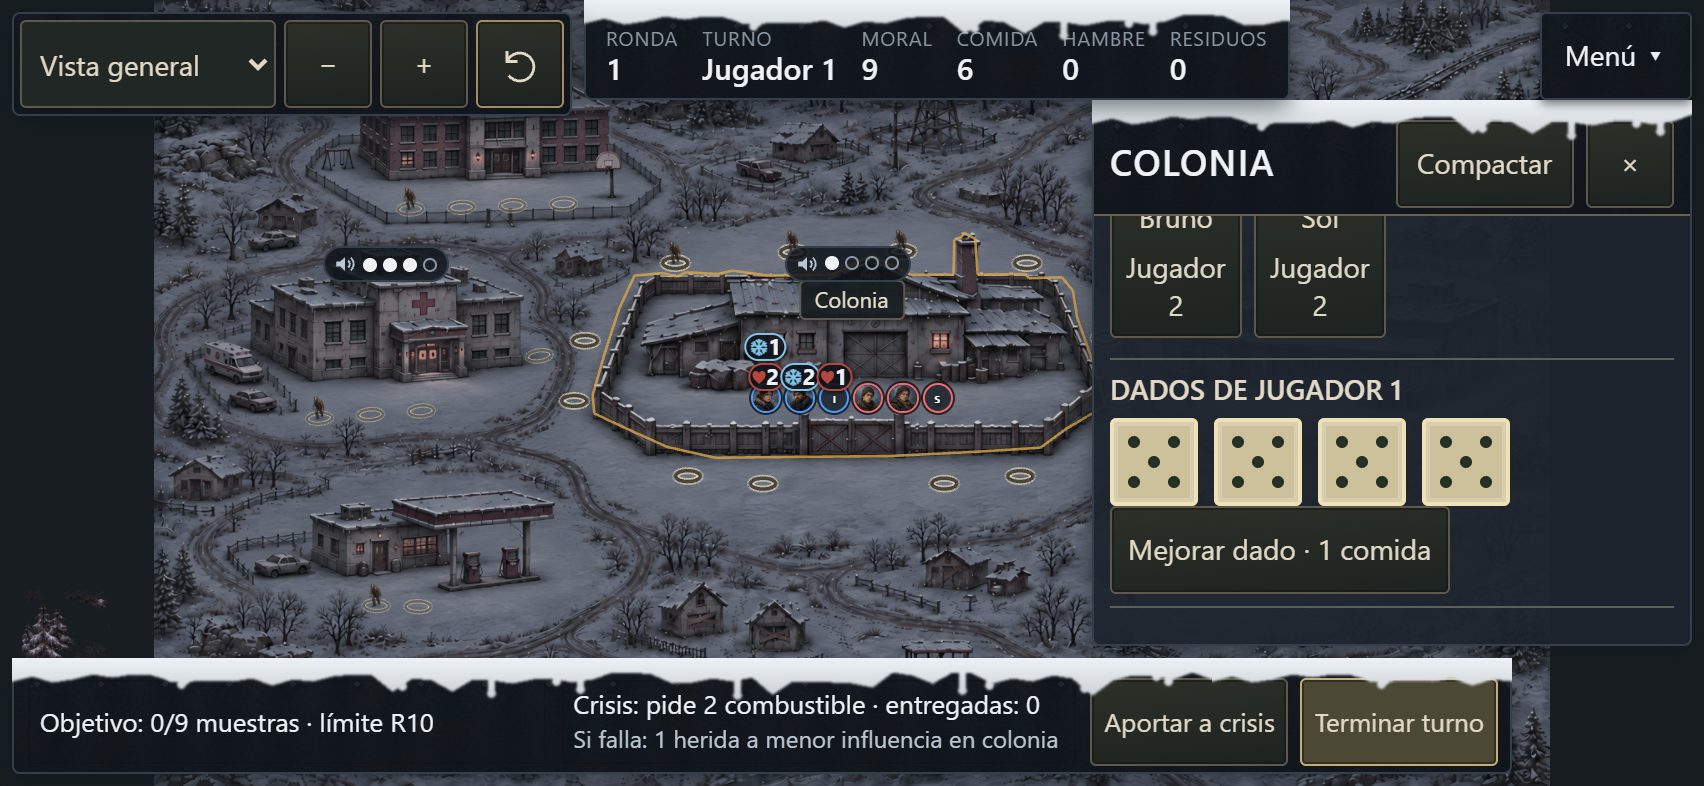 Vista general
−
+
RONDA TURNO MORAL COMIDA HAMBRE RESIDUOS
1 Jugador 1 9 6 0 0
Menú ▼
COLONIA
Compactar
×
Bruno
Jugador
2
Sol
Jugador
2
Colonia
1
2 2 1
I
S
DADOS DE JUGADOR 1
Mejorar dado · 1 comida
Objetivo: 0/9 muestras · límite R10
Crisis: pide 2 combustible · entregadas: 0
Si falla: 1 herida a menor influencia en colonia
Aportar a crisis
Terminar turno